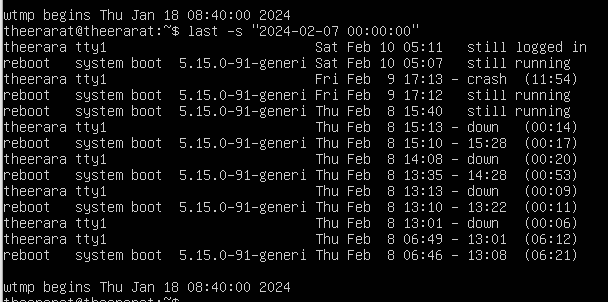 wtmp begins Thu Jan 18 08:40:00 2024
theerarat@theerarat:~$ last -s "2024-02-07 00:00:00"
theerara tty1                          Sat Feb 10 05:11   still logged in
reboot   system boot  5.15.0-91-generi Sat Feb 10 05:07   still running
theerara tty1                          Fri Feb  9 17:13 - crash  (11:54)
reboot   system boot  5.15.0-91-generi Fri Feb  9 17:12   still running
reboot   system boot  5.15.0-91-generi Thu Feb  8 15:40   still running
theerara tty1                          Thu Feb  8 15:13 - down   (00:14)
reboot   system boot  5.15.0-91-generi Thu Feb  8 15:10 - 15:28  (00:17)
theerara tty1                          Thu Feb  8 14:08 - down   (00:20)
reboot   system boot  5.15.0-91-generi Thu Feb  8 13:35 - 14:28  (00:53)
theerara tty1                          Thu Feb  8 13:13 - down   (00:09)
reboot   system boot  5.15.0-91-generi Thu Feb  8 13:10 - 13:22  (00:11)
theerara tty1                          Thu Feb  8 13:01 - down   (00:06)
theerara tty1                          Thu Feb  8 06:49 - 13:01  (06:12)
reboot   system boot  5.15.0-91-generi Thu Feb  8 06:46 - 13:08  (06:21)
wtmp begins Thu Jan 18 08:40:00 2024
theerarat@theerarat:~$